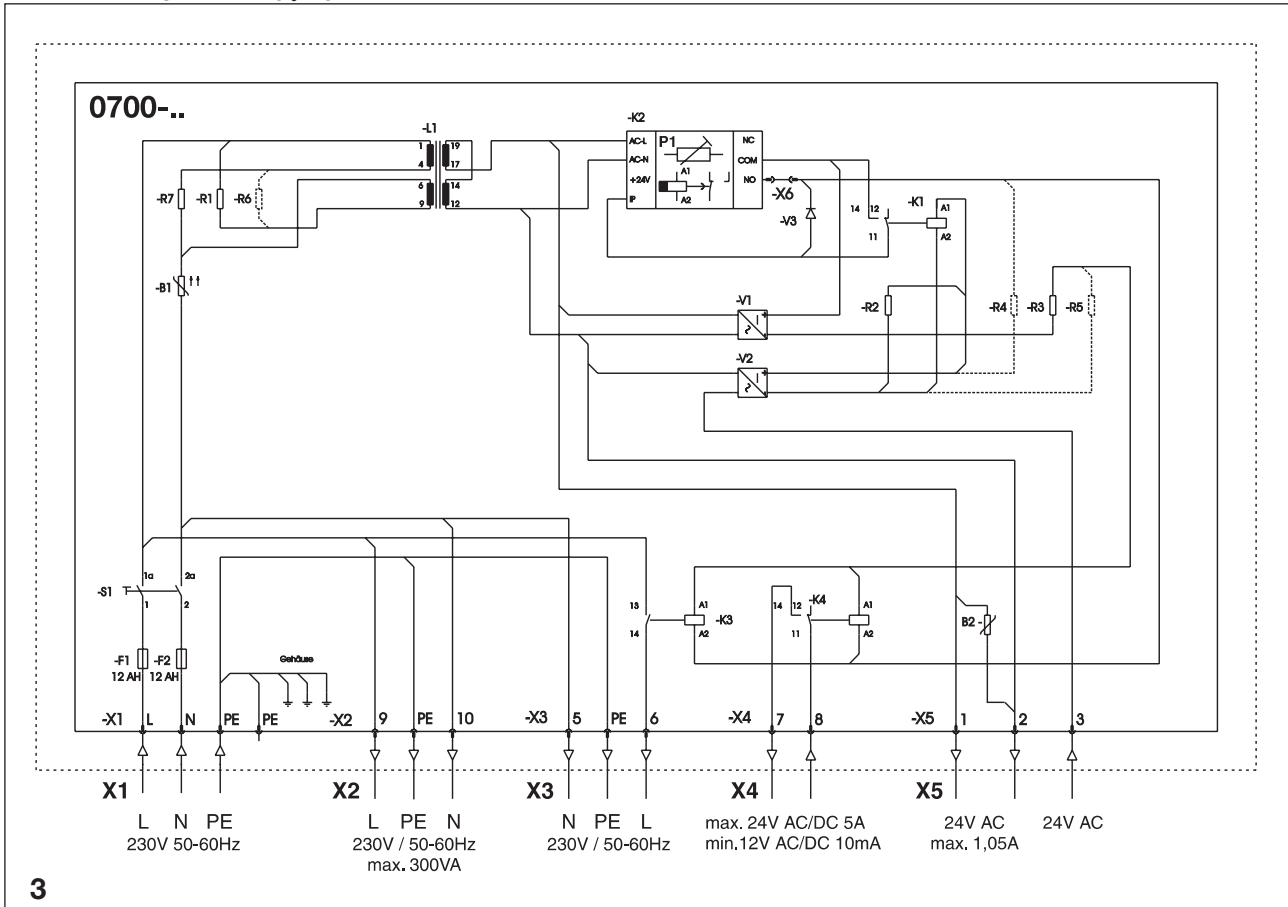 0700-..
-L1
1
19
4
17
6
14
9
12
-K2
AC-L
AC-N
+24V
IP
P1
A1
A2
NC
COM
NO
-X6
-V3
14
12
11
-K1
A1
A2
-R7
-R1
-R6
-B1
-V1
-V2
-R2
-R4
-R3
-R5
-S1
1a
2a
1
2
-F1
12 AH
-F2
12 AH
Gehäuse
13
14
A1
A2
-K3
14
12
11
-K4
A1
A2
B2 -
-X1 L N PE PE
-X2 9 PE 10
-X3 5 PE 6
-X4 7 8
-X5 1 2 3
X1
X2
X3
X4
X5
L N PE
230V 50-60Hz
L PE N
230V / 50-60Hz
max. 300VA
N PE L
230V / 50-60Hz
max. 24V AC/DC 5A
min.12V AC/DC 10mA
24V AC
max. 1,05A
24V AC
3